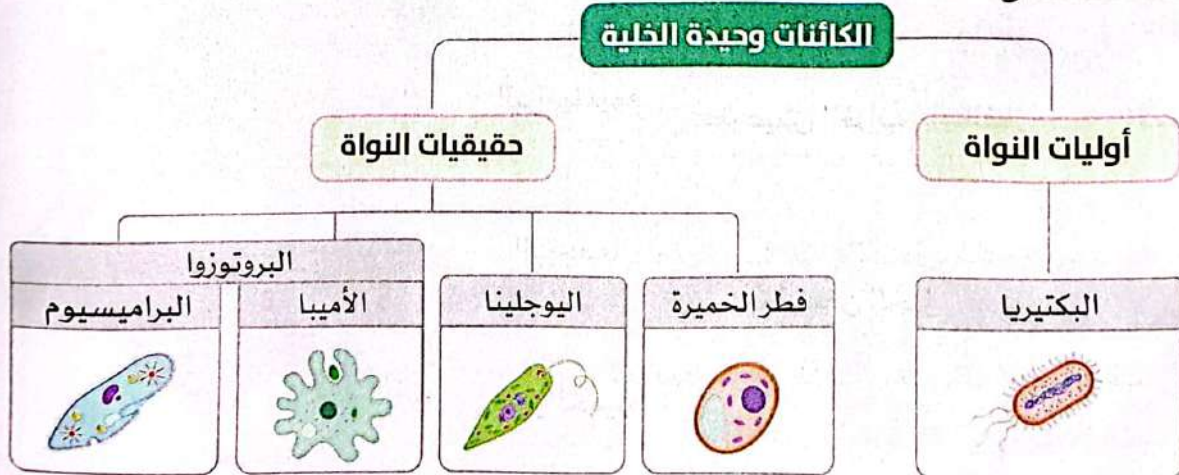 الكائنات وحيدة الخلية
أوليات النواة
حقيقيات النواة
البكتيريا
فطر الخميرة
اليوجلينا
البروتوزوا
الأميبا
البراميسيوم